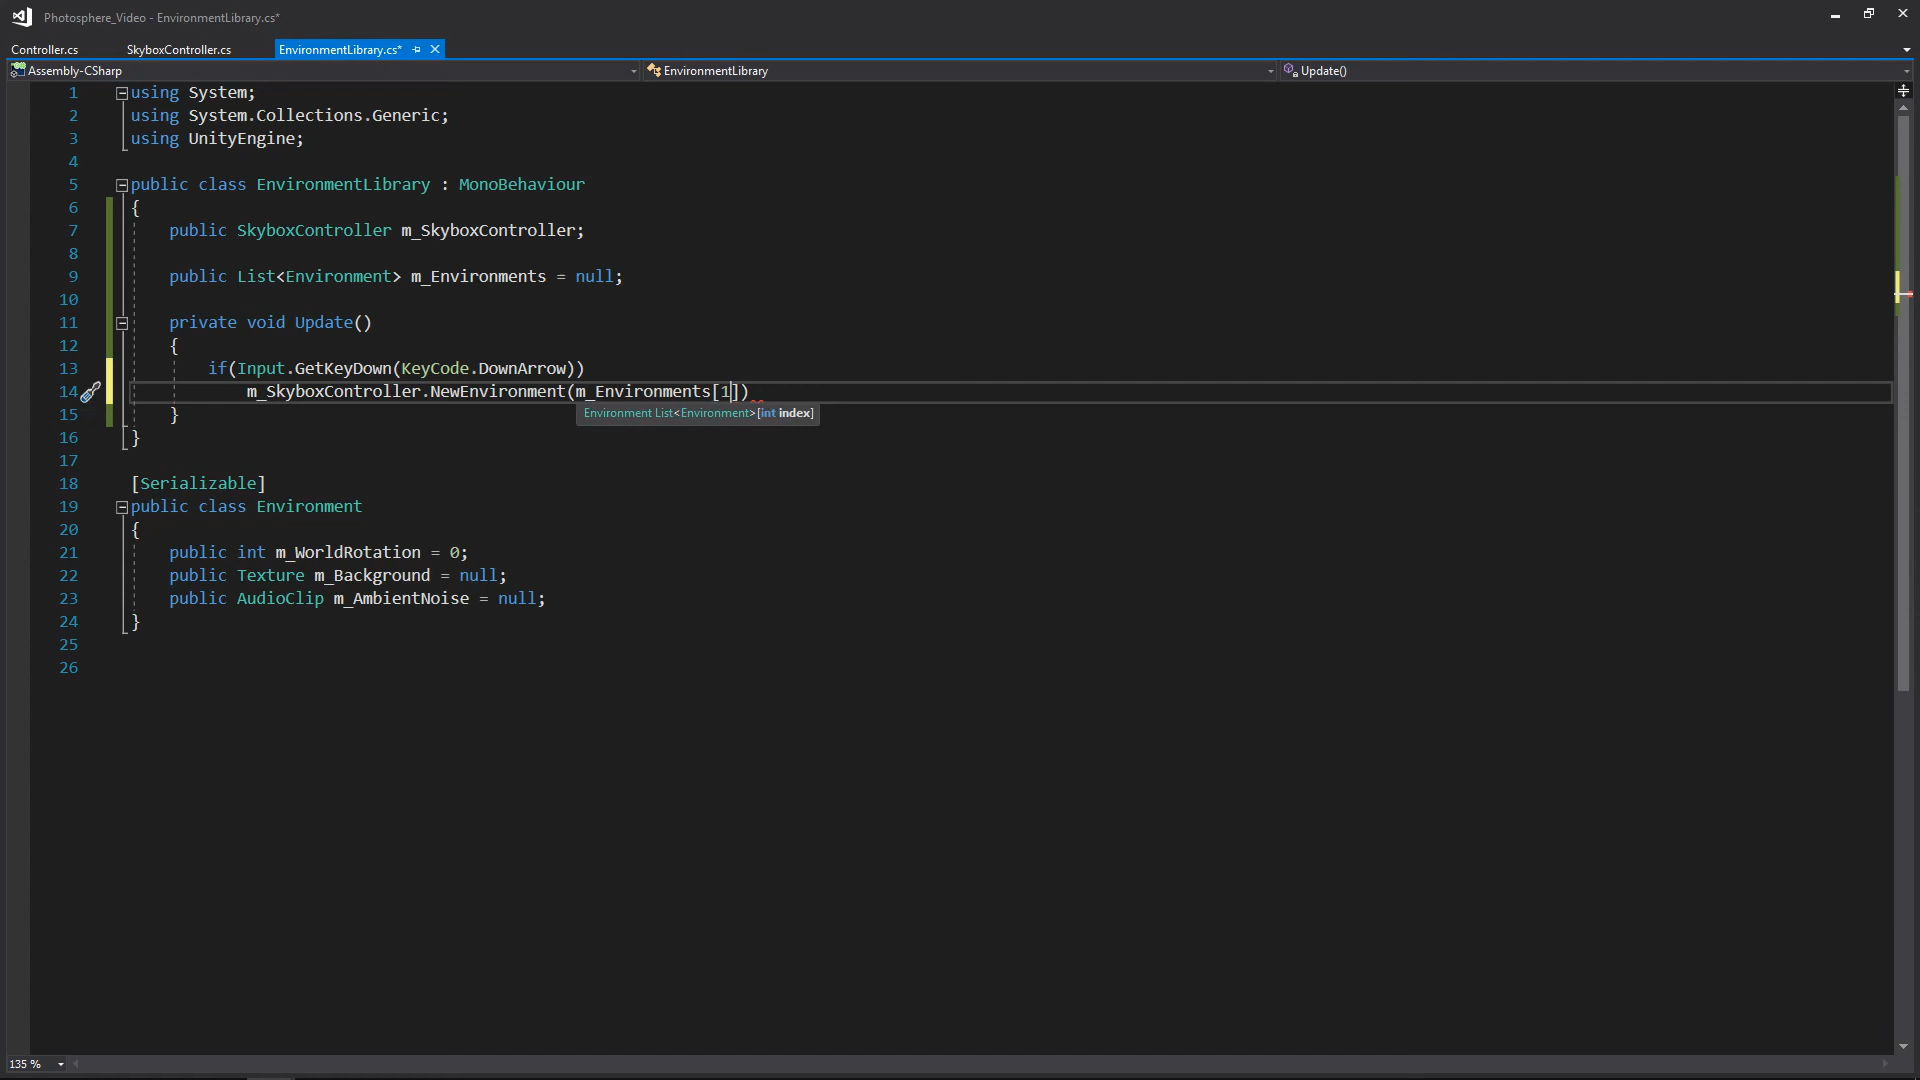 Photosphere_Video - EnvironmentLibrary.cs*
Controller.cs SkyboxController.cs EnvironmentLibrary.cs*
Assembly-CSharp EnvironmentLibrary Update()
1 using System;
2 using System.Collections.Generic;
3 using UnityEngine;
4
5 public class EnvironmentLibrary : MonoBehaviour
6 {
7 public SkyboxController m_SkyboxController;
8
9 public List<Environment> m_Environments = null;
10
11 private void Update()
12 {
13 if(Input.GetKeyDown(KeyCode.DownArrow))
14 m_SkyboxController.NewEnvironment(m_Environments[1])
Environment List<Environment>[int index]
15 }
16 }
17
18 [Serializable]
19 public class Environment
20 {
21 public int m_WorldRotation = 0;
22 public Texture m_Background = null;
23 public AudioClip m_AmbientNoise = null;
24 }
25
26
135 %